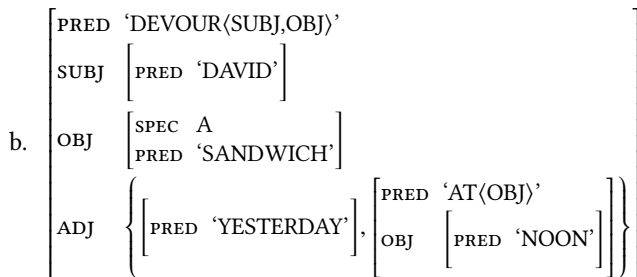 PRED ‘DEVOUR⟨SUBJ,OBJ⟩’
SUBJ [PRED ‘DAVID’]
b. OBJ [SPEC A
PRED ‘SANDWICH’]
ADJ {[PRED ‘YESTERDAY’], [PRED ‘AT⟨OBJ⟩’
OBJ [PRED ‘NOON’]]}